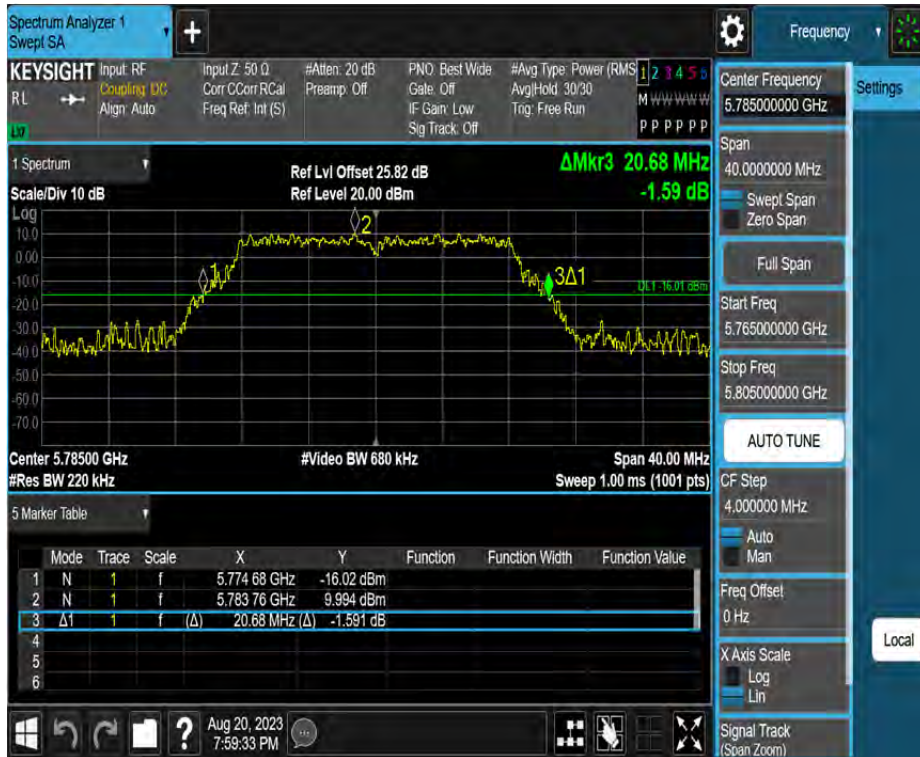 Spectrum Analyzer 1
Swept SA
+
Frequency
KEYSIGHT
Input: RF
Input Z: 50 Ω
#Atten: 20 dB
PNO: Best Wide
#Avg Type: Power (RMS
1 2 3 4 5 6
RL
Coupling: DC
Corr CCorr RCal
Preamp: Off
Gate: Off
Avg|Hold: 30/30
M W W W W W
Align: Auto
Freq Ref: Int (S)
IF Gain: Low
Trig: Free Run
Sig Track: Off
P P P P P P
Center Frequency
5.785000000 GHz
Settings
1 Spectrum
Scale/Div 10 dB
Ref Lvl Offset 25.82 dB
Ref Level 20.00 dBm
ΔMkr3 20.68 MHz
-1.59 dB
Span
40.0000000 MHz
Swept Span
Zero Span
Full Span
Log
10.0
0.00
-10.0
-20.0
-30.0
-40.0
-50.0
-60.0
-70.0
1
2
3Δ1
DL1 -16.01 dBm
Start Freq
5.765000000 GHz
Stop Freq
5.805000000 GHz
AUTO TUNE
Center 5.78500 GHz
#Video BW 680 kHz
Span 40.00 MHz
#Res BW 220 kHz
Sweep 1.00 ms (1001 pts)
CF Step
4.000000 MHz
Auto
Man
5 Marker Table
Mode Trace Scale X Y Function Function Width Function Value
1 N 1 f 5.774 68 GHz -16.02 dBm
2 N 1 f 5.783 76 GHz 9.994 dBm
3 Δ1 1 f (Δ) 20.68 MHz (Δ) -1.591 dB
4
5
6
Freq Offset
0 Hz
X Axis Scale
Log
Lin
Local
Signal Track
(Span Zoom)
?
Aug 20, 2023
7:59:33 PM